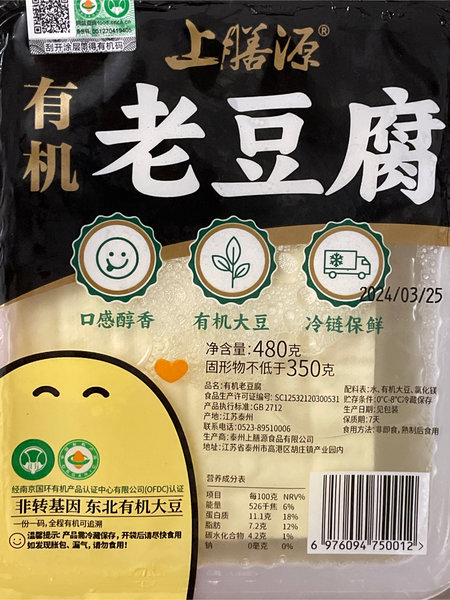 刮开涂层获得有机码
上膳源®
有机
老豆腐
口感醇香
有机大豆
冷链保鲜
2024/03/25
净含量:480克
固形物不低于350克
品名:有机老豆腐
食品生产许可证编号:SC12532120300531
产品执行标准:GB 2712
产地:江苏泰州
联系电话:0523-89510006
生产商:泰州上膳源食品有限公司
地址:江苏省泰州市高港区胡庄镇产业园内
配料表:水、有机大豆、氯化镁
贮存条件:0℃-8℃冷藏保存
生产日期:见包装
保质期:7天
食用方法:非即食,熟制后食用
营养成分表
项目 每100克 NRV%
能量 526千焦 6%
蛋白质 11.1克 18%
脂肪 7.2克 12%
碳水化合物 4.2克 1%
钠 0毫克 0%
6 976094 750012 >
经南京国环有机产品认证中心有限公司(OFDC)认证
非转基因 东北有机大豆
一份一码,全程有机可追溯
温馨提示:产品需冷藏保存,开袋后请尽快食用
如发现胀包、漏气,请勿食用!